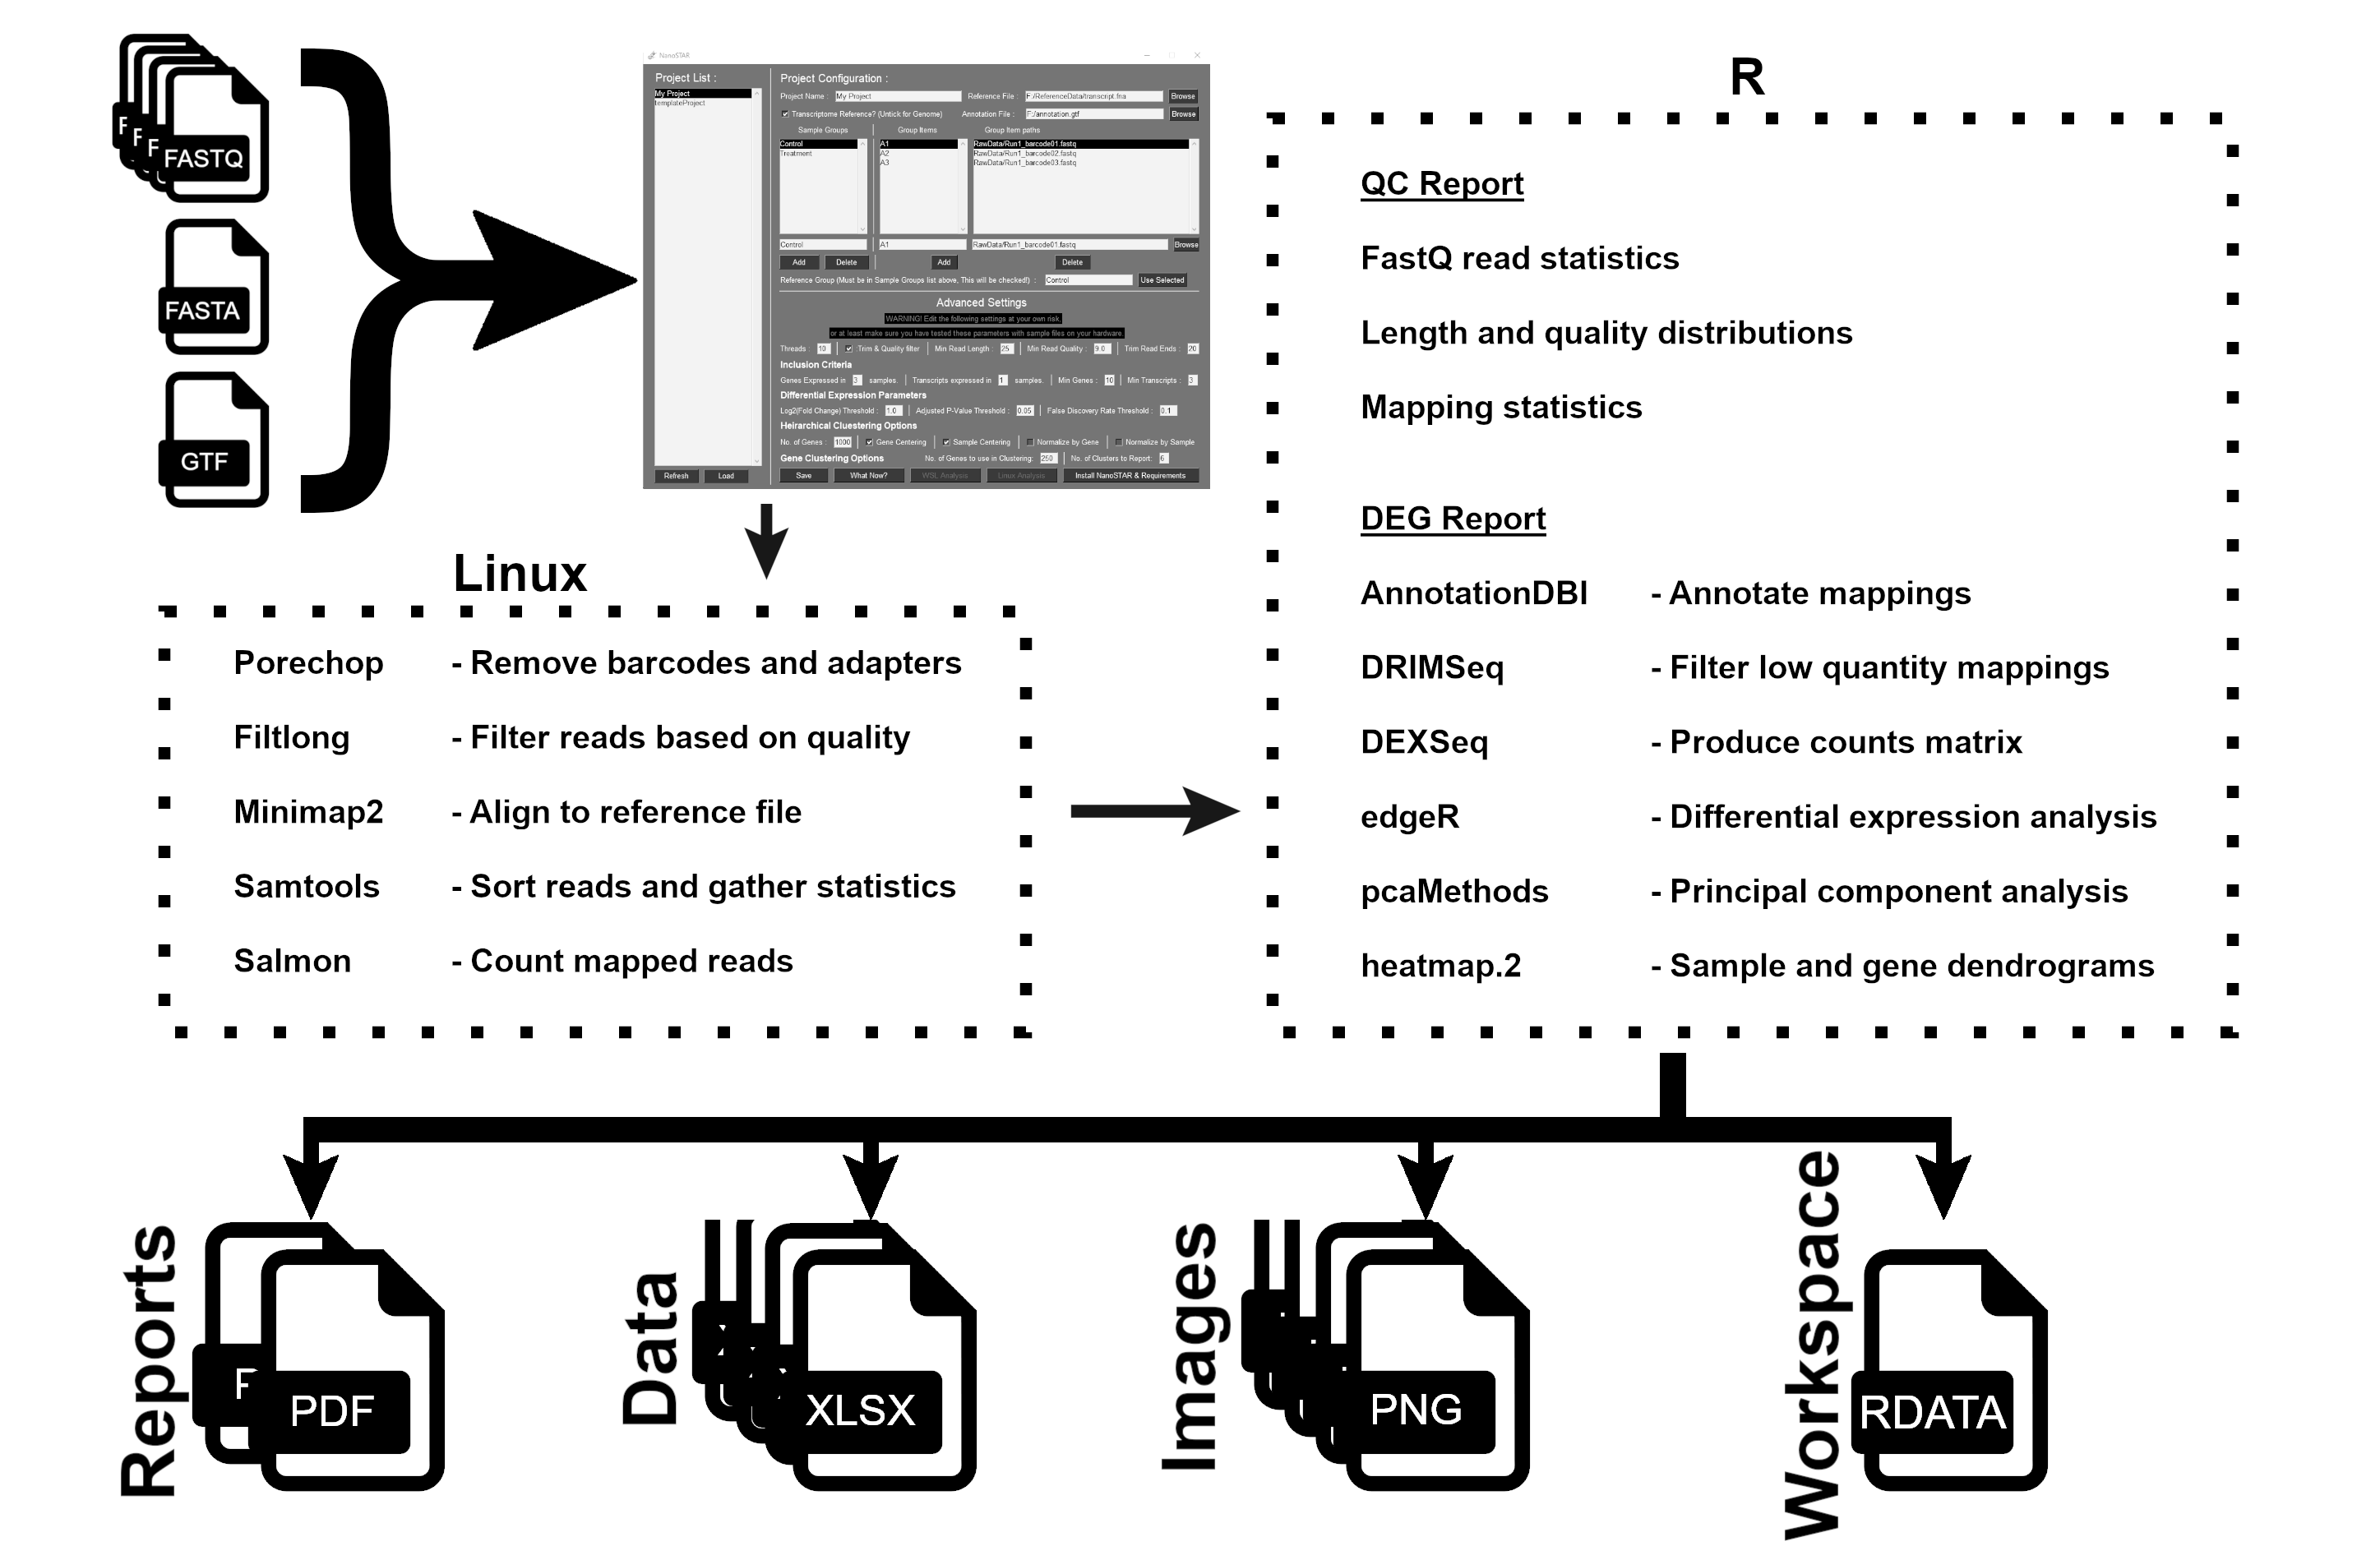 F
F
F
FASTQ
FASTA
GTF
NanoSTAR
Project List :
My Project
templateProject
Refresh Load
Project Configuration :
Project Name : My Project Reference File : F:/ReferenceData/transcript.fna Browse
Transcriptome Reference? (Untick for Genome) Annotation File : F:/annotation.gtf Browse
Sample Groups Group Items Group Item paths
Control A1 RawData/Run1_barcode01.fastq
Treatment A2 RawData/Run1_barcode02.fastq
A3 RawData/Run1_barcode03.fastq
Control A1 RawData/Run1_barcode01.fastq Browse
Add Delete Add Delete
Reference Group (Must be in Sample Groups list above, This will be checked!) : Control Use Selected
Advanced Settings
WARNING! Edit the following settings at your own risk,
or at least make sure you have tested these parameters with sample files on your hardware.
Threads : 10 :Trim & Quality filter Min Read Length : 25 Min Read Quality : 9.0 Trim Read Ends : 20
Inclusion Criteria
Genes Expressed in 3 samples. Transcripts expressed in 1 samples. Min Genes : 10 Min Transcripts : 3
Differential Expression Parameters
Log2(Fold Change) Threshold : 1.0 Adjusted P-Value Threshold : 0.05 False Discovery Rate Threshold : 0.1
Heirarchical Cluestering Options
No. of Genes : 1000 Gene Centering Sample Centering Normalize by Gene Normalize by Sample
Gene Clustering Options No. of Genes to use in Clustering: 250 No. of Clusters to Report: 6
Save What Now? WSL Analysis Linux Analysis Install NanoSTAR & Requirements
Linux
Porechop - Remove barcodes and adapters
Filtlong - Filter reads based on quality
Minimap2 - Align to reference file
Samtools - Sort reads and gather statistics
Salmon - Count mapped reads
R
QC Report
FastQ read statistics
Length and quality distributions
Mapping statistics
DEG Report
AnnotationDBI - Annotate mappings
DRIMSeq - Filter low quantity mappings
DEXSeq - Produce counts matrix
edgeR - Differential expression analysis
pcaMethods - Principal component analysis
heatmap.2 - Sample and gene dendrograms
Reports
PDF
Data
XLSX
Images
PNG
Workspace
RDATA